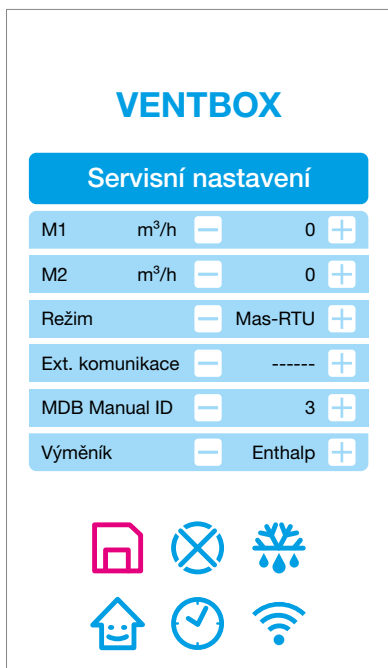 VENTBOX
Servisní nastavení
M1 m³/h 0
M2 m³/h 0
Režim Mas-RTU
Ext. komunikace ------
MDB Manual ID 3
Výměník Enthalp